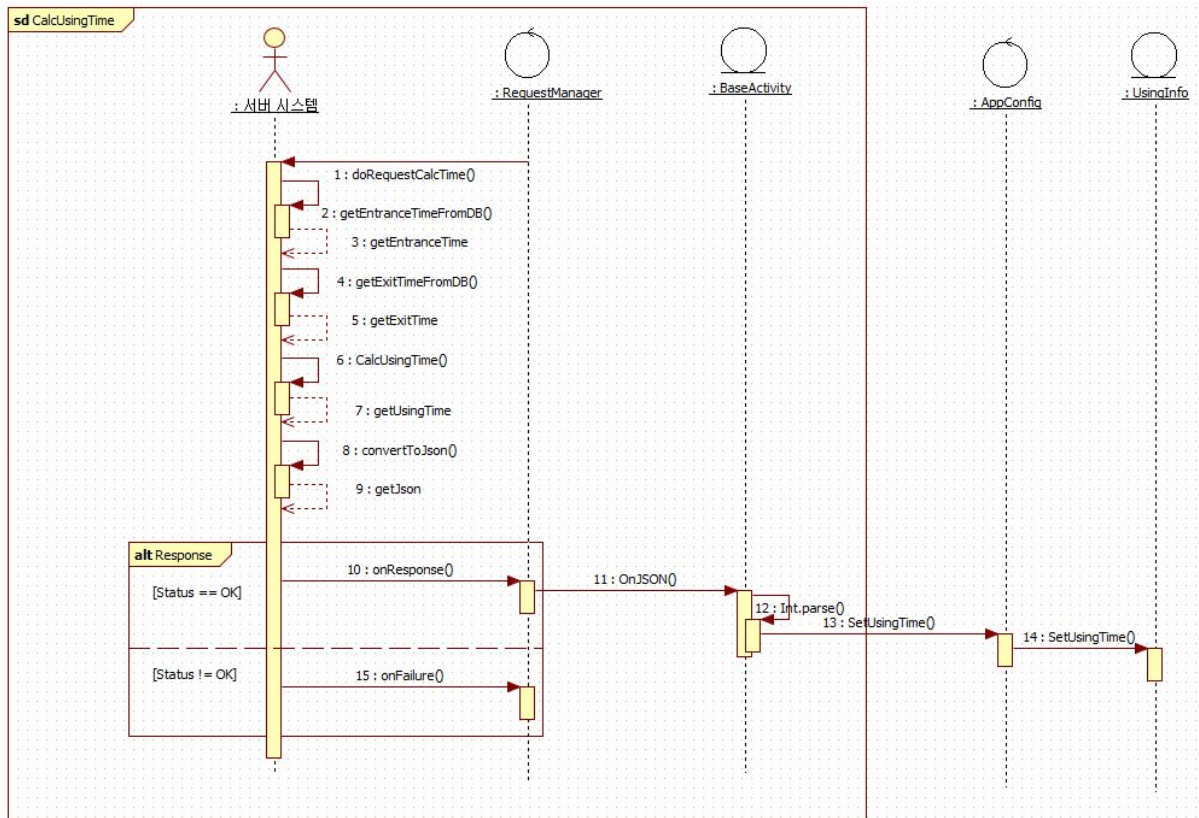 sd CalcUsingTime
: 서버 시스템
: RequestManager
: BaseActivity
: AppConfig
: UsingInfo
1 : doRequestCalcTime()
2 : getEntranceTimeFromDB()
3 : getEntranceTime
4 : getExitTimeFromDB()
5 : getExitTime
6 : CalcUsingTime()
7 : getUsingTime
8 : convertToJson()
9 : getJson
alt Response
[Status == OK]
10 : onResponse()
11 : OnJSON()
12 : Int.parse()
13 : SetUsingTime()
14 : SetUsingTime()
[Status != OK]
15 : onFailure()